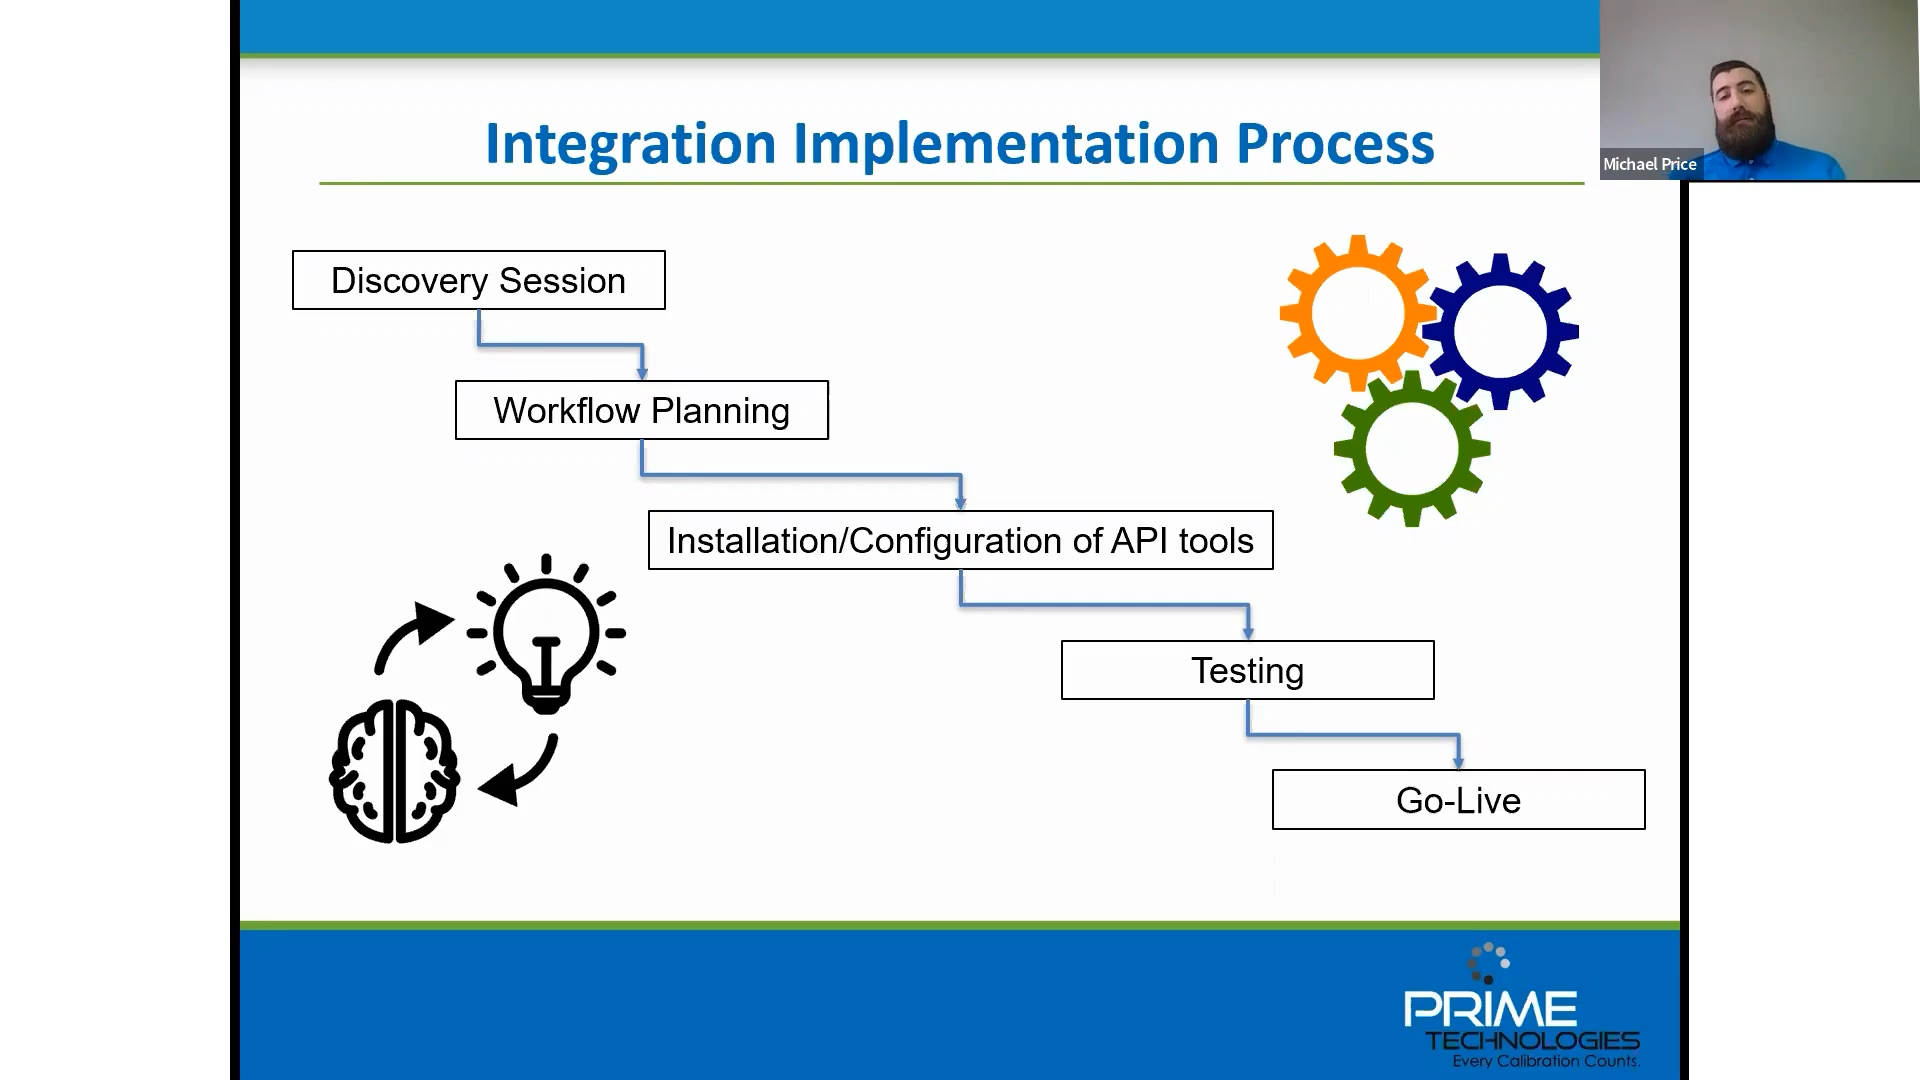 Integration Implementation Process
Michael Price
Discovery Session
Workflow Planning
Installation/Configuration of API tools
Testing
Go-Live
PRIME
TECHNOLOGIES
Every Calibration Counts.